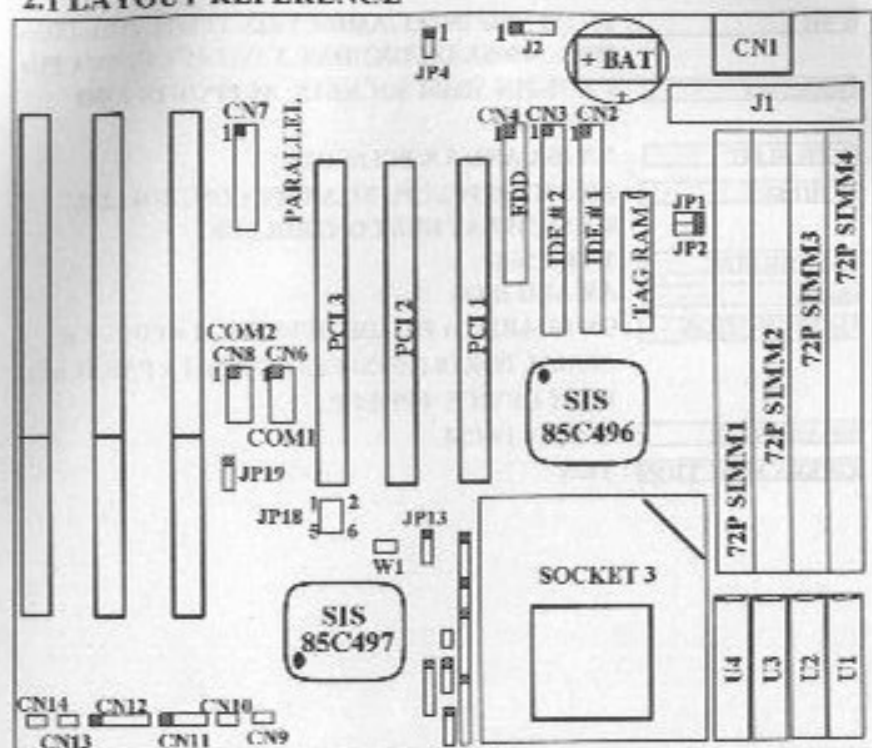 2.1 LAYOUT REFERENCE
1
JP4
1
J2
+ BAT
+
CN1
J1
CN7
1
PARALLEL
CN4
1
CN3
1
CN2
1
FDD
IDE#2
IDE#1
TAG RAM
JP1
JP2
72P SIMM1
72P SIMM2
72P SIMM3
72P SIMM4
PCI 3
PCI 2
PCI 1
COM2
CN8
1
CN6
1
COM1
SIS
85C496
JP19
JP18
1
2
5
6
JP13
W1
SOCKET 3
SIS
85C497
U4
U3
U2
U1
CN14
CN13
CN12
CN11
CN10
CN9